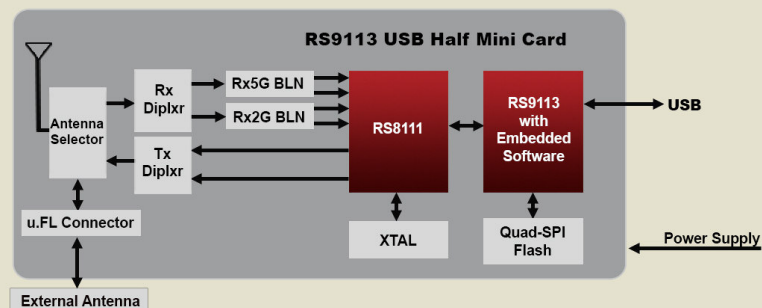 RS9113 USB Half Mini Card
Antenna
Selector
Rx
Diplxr
Rx5G BLN
Rx2G BLN
Tx
Diplxr
RS8111
RS9113
with
Embedded
Software
USB
u.FL Connector
XTAL
Quad-SPI
Flash
Power Supply
External Antenna